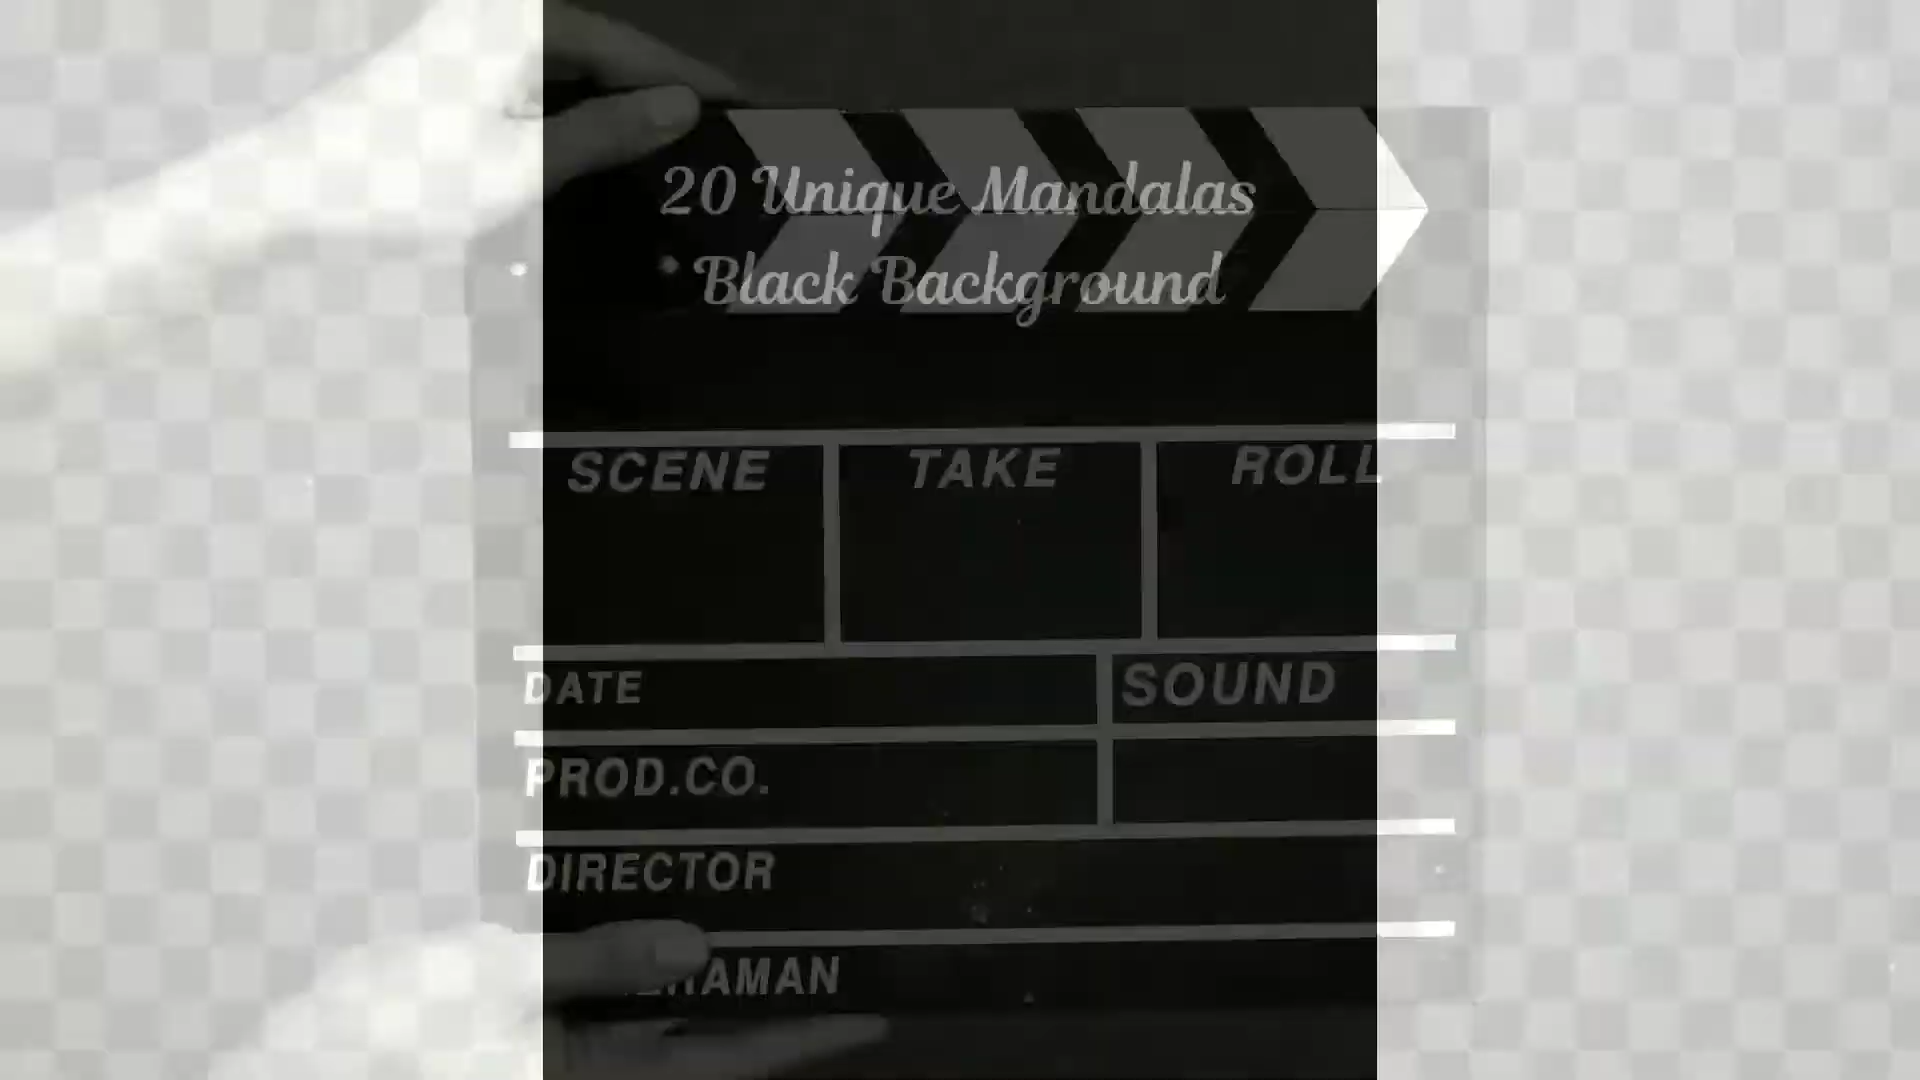 20 Unique Mandalas
Black Background
SCENE TAKE ROLL
DATE SOUND
PROD.CO.
DIRECTOR